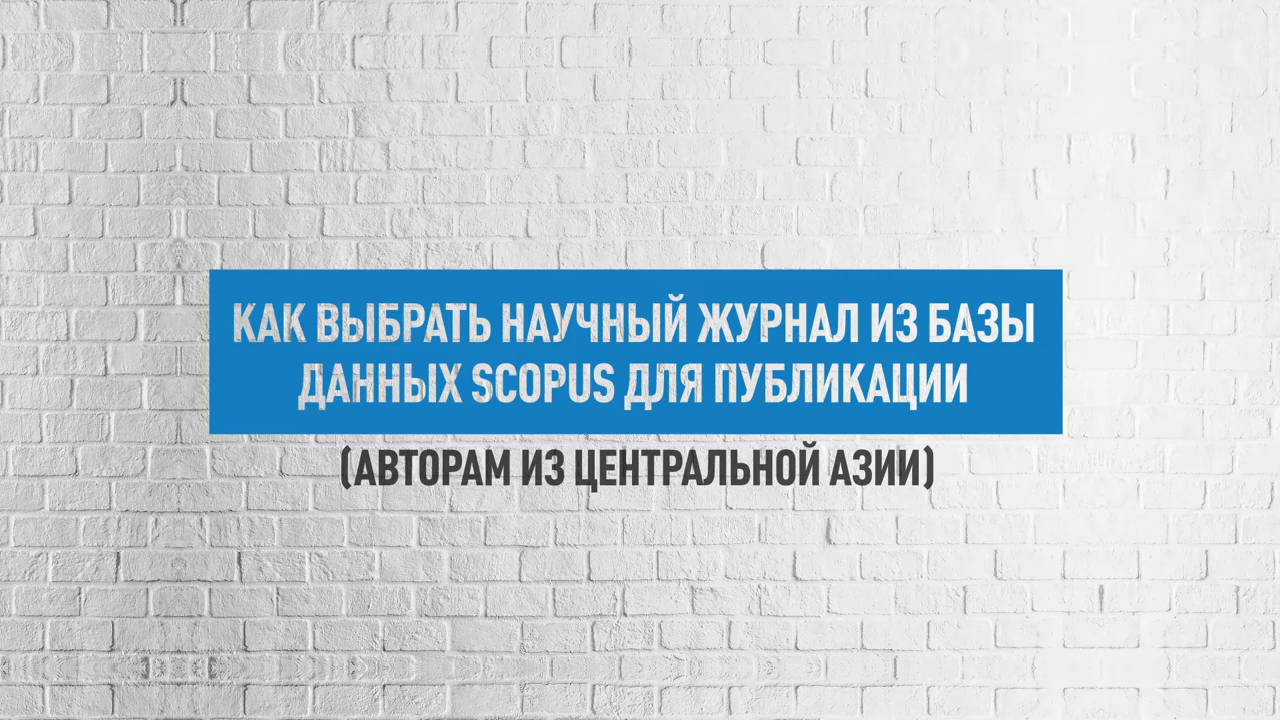 КАК ВЫБРАТЬ НАУЧНЫЙ ЖУРНАЛ ИЗ БАЗЫ
ДАННЫХ SCOPUS ДЛЯ ПУБЛИКАЦИИ
(АВТОРАМ ИЗ ЦЕНТРАЛЬНОЙ АЗИИ)